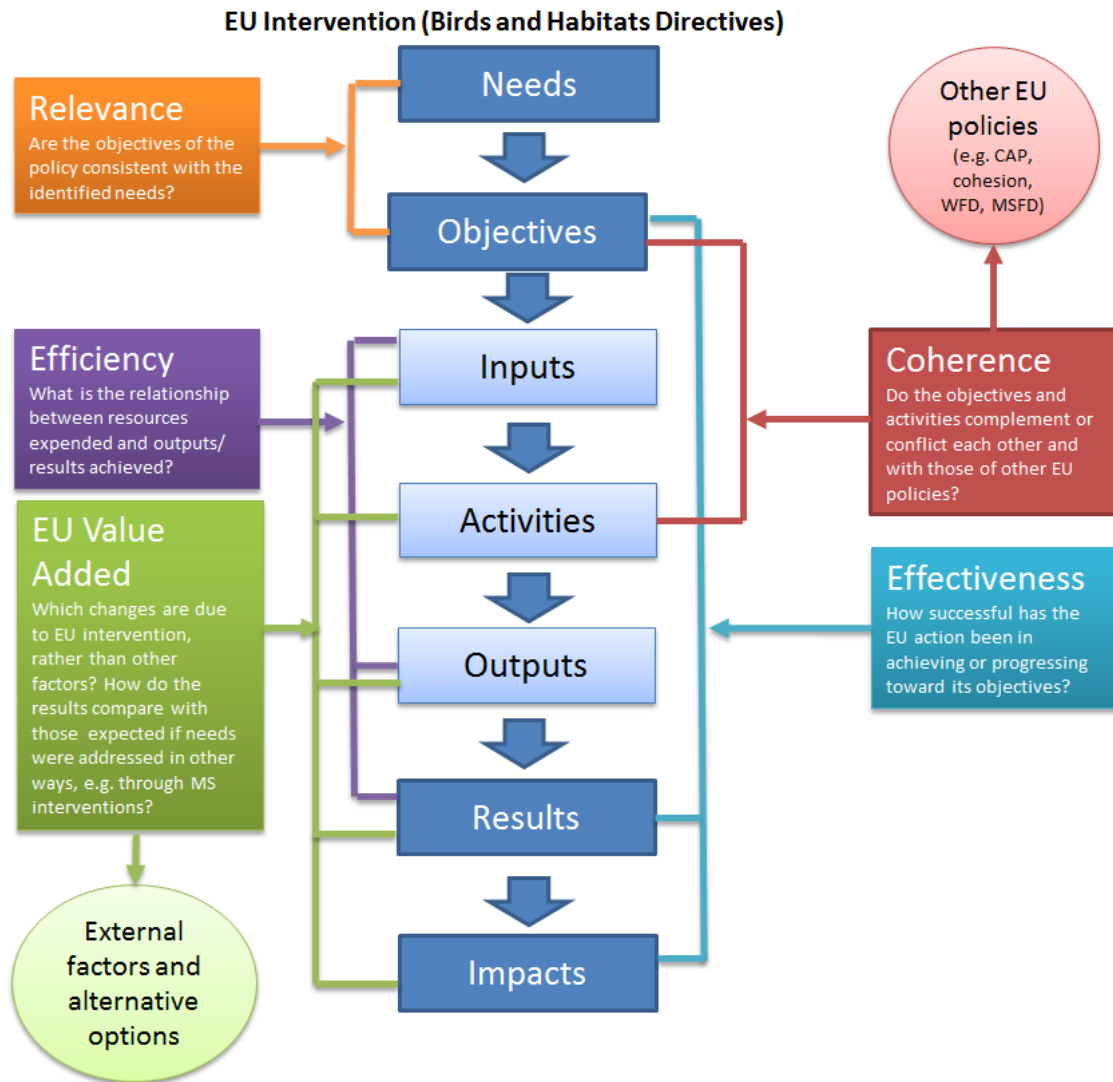 EU Intervention (Birds and Habitats Directives)
Needs
Relevance
Are the objectives of the
policy consistent with the
identified needs?
Other EU
policies
(e.g. CAP,
cohesion,
WFD, MSFD)
Objectives
Efficiency
What is the relationship
between resources
expended and outputs/
results achieved?
Inputs
Coherence
Do the objectives and
activities complement or
conflict each other and
with those of other EU
policies?
Activities
EU Value
Added
Which changes are due
to EU intervention,
rather than other
factors? How do the
results compare with
those expected if needs
were addressed in other
ways, e.g. through MS
interventions?
Effectiveness
How successful has the
EU action been in
achieving or progressing
toward its objectives?
Outputs
Results
Impacts
External
factors and
alternative
options